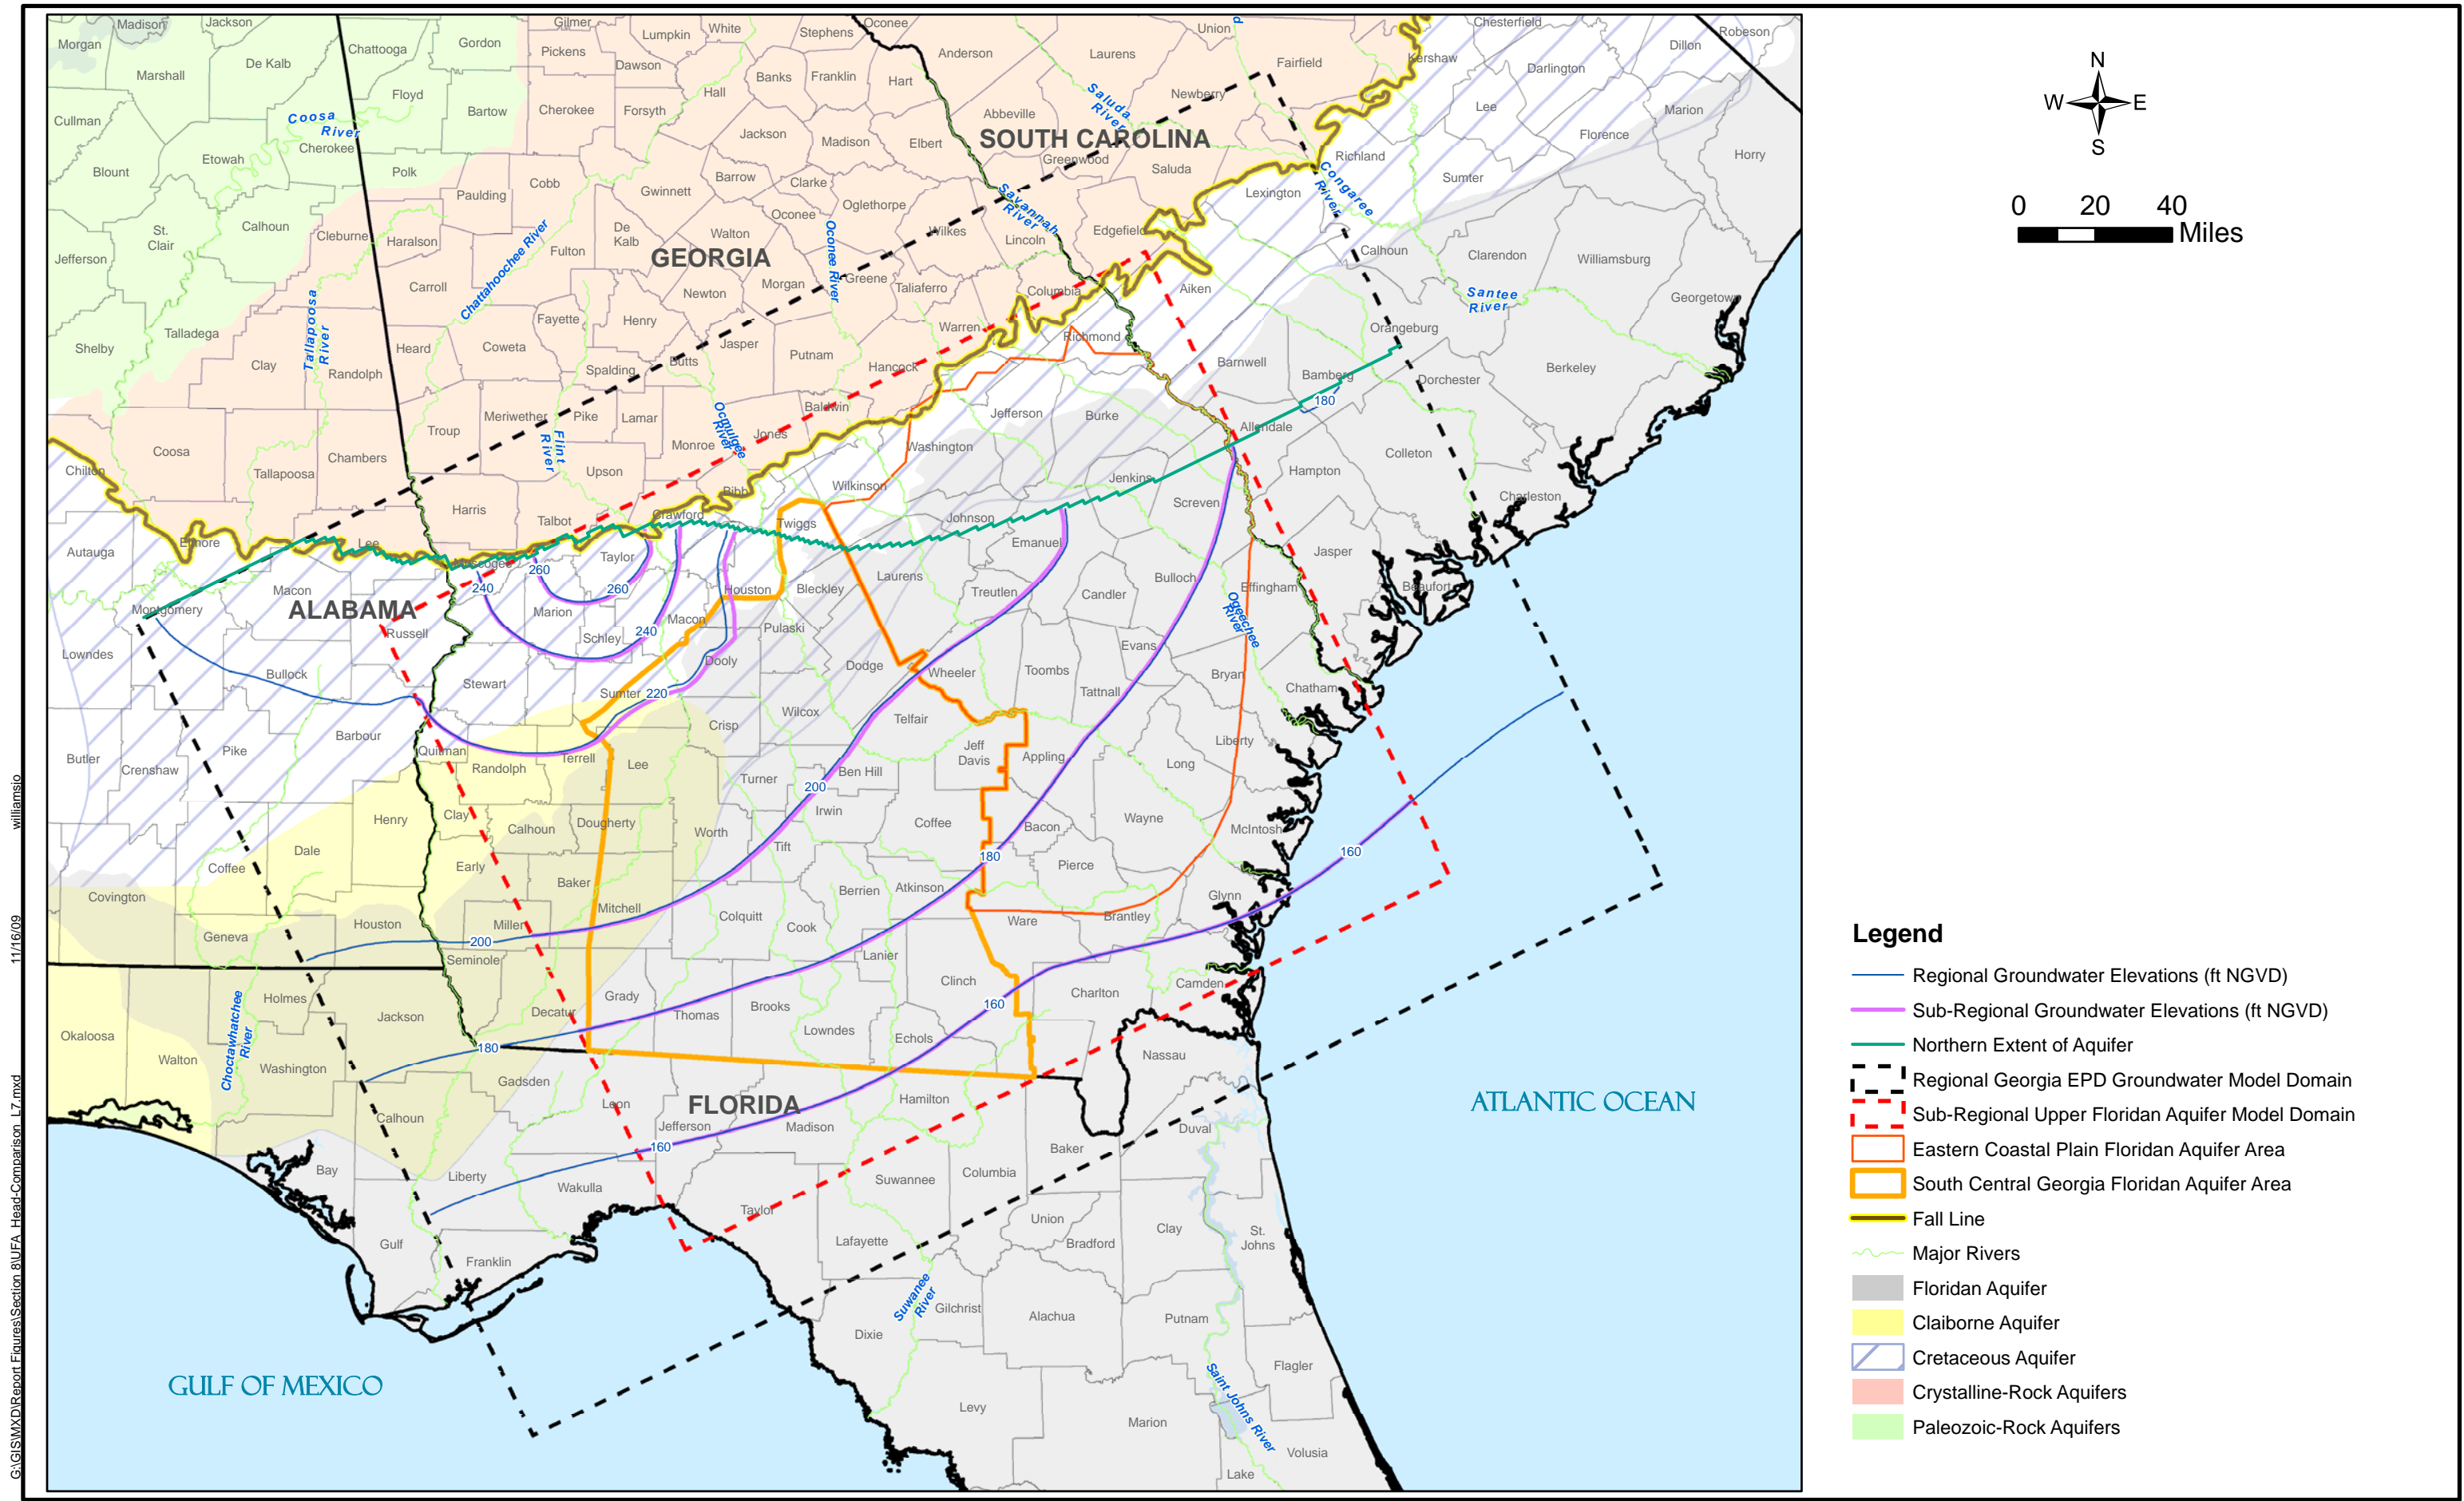 Madison
Jackson
Morgan
Marshall
De Kalb
Chattooga
Gordon
Gilmer
Pickens
Lumpkin
White
Dawson
Stephens
Oconee
Banks
Franklin
Hart
Anderson
Laurens
Union
Fairfield
Chesterfield
Kershaw
Dillon
Robeson
Darlington
Cullman
Floyd
Bartow
Cherokee
Forsyth
Hall
Jackson
Madison
Elbert
Abbeville
Newberry
Saluda
River
Lee
Marion
Florence
Coosa
River
Cherokee
Etowah
Blount
Polk
Paulding
Cobb
Gwinnett
Barrow
Clarke
Oglethorpe
SOUTH CAROLINA
Greenwood
Saluda
Richland
Horry
Sumter
Lexington
Congaree
River
St.
Clair
Calhoun
Cleburne
Haralson
Chattahoochee River
Fulton
De
Kalb
Walton
Oconee
Oconee River
Wilkes
Savannah
River
Lincoln
Edgefield
Calhoun
Clarendon
Williamsburg
Jefferson
GEORGIA
Carroll
Newton
Morgan
Greene
Taliaferro
Columbia
Aiken
Santee
River
Georgetown
Talladega
Tallapoosa
River
Shelby
Clay
Randolph
Heard
Coweta
Fayette
Henry
Spalding
Butts
Jasper
Putnam
Hancock
Warren
Richmond
Orangeburg
Barnwell
Bamberg
Dorchester
Berkeley
180
Coosa
Tallapoosa
Chambers
Troup
Meriwether
Pike
Lamar
Flint
River
Upson
Monroe
Ocmulgee
River
Jones
Baldwin
Washington
Jefferson
Burke
Allendale
Hampton
Colleton
Chilton
Harris
Talbot
Crawford
Bibb
Wilkinson
Twiggs
Johnson
Jenkins
Screven
Charleston
Autauga
Elmore
Lee
Muscogee
Taylor
Emanuel
Jasper
Beaufort
Montgomery
Macon
ALABAMA
Russell
240
260
260
Marion
240
Schley
Macon
Houston
Bleckley
Laurens
Treutlen
Candler
Bulloch
Effingham
Ogeechee
River
Lowndes
Bullock
Stewart
Sumter
220
Dooly
Pulaski
Dodge
Wheeler
Toombs
Evans
Tattnall
Bryan
Chatham
Butler
Crenshaw
Pike
Barbour
Quitman
Randolph
Terrell
Lee
Crisp
Wilcox
Telfair
Jeff
Davis
Appling
Long
Liberty
Turner
Ben Hill
200
Irwin
Henry
Clay
Calhoun
Dougherty
Worth
Tift
Coffee
Bacon
Wayne
McIntosh
160
Dale
Coffee
Early
Baker
180
Pierce
Covington
Geneva
Houston
Miller
Mitchell
Colquitt
Cook
Berrien
Atkinson
Ware
Brantley
Glynn
200
Seminole
Lanier
Clinch
160
Charlton
Camden
Holmes
Jackson
Decatur
Grady
Thomas
Brooks
Lowndes
Echols
Okaloosa
Walton
Choctawhatchee
River
Washington
180
Gadsden
Leon
FLORIDA
Jefferson
Madison
Hamilton
Nassau
Calhoun
160
Liberty
Bay
Wakulla
Taylor
Suwannee
Columbia
Baker
Duval
Gulf
Franklin
Lafayette
Union
Bradford
Clay
St.
Johns
Suwanee
River
Gilchrist
Alachua
Putnam
Dixie
Flagler
Saint Johns River
Levy
Marion
Volusia
Lake
GULF OF MEXICO
ATLANTIC OCEAN
N
W E
S
0 20 40
Miles
Legend
Regional Groundwater Elevations (ft NGVD)
Sub-Regional Groundwater Elevations (ft NGVD)
Northern Extent of Aquifer
Regional Georgia EPD Groundwater Model Domain
Sub-Regional Upper Floridan Aquifer Model Domain
Eastern Coastal Plain Floridan Aquifer Area
South Central Georgia Floridan Aquifer Area
Fall Line
Major Rivers
Floridan Aquifer
Claiborne Aquifer
Cretaceous Aquifer
Crystalline-Rock Aquifers
Paleozoic-Rock Aquifers
G:\GIS\MXD\Report Figures\Section 8\UFA_Head-Comparison_L7.mxd 11/16/09 williamsjo